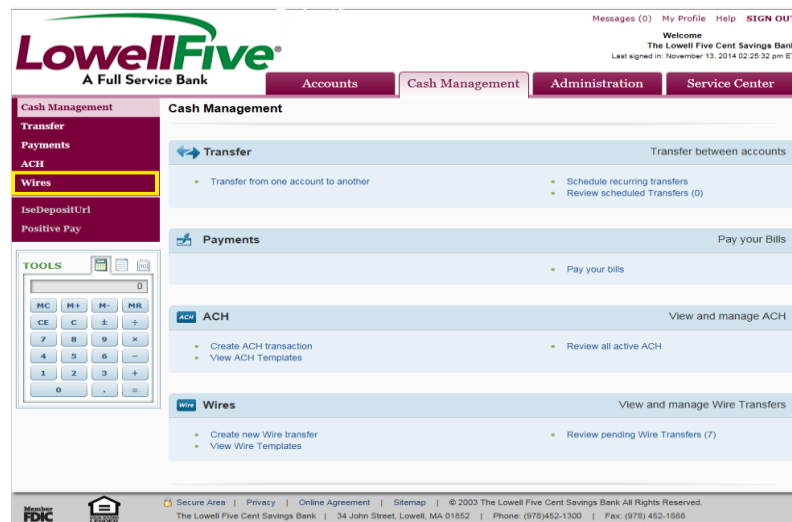 Messages (0) My Profile Help SIGN OUT
Welcome
The Lowell Five Cent Savings Bank
Last signed in: November 13, 2014 02:25:32 pm ET
LowellFive®
A Full Service Bank
Accounts Cash Management Administration Service Center
Cash Management
Transfer
Payments
ACH
Wires
IseDepositUrl
Positive Pay
TOOLS
0
MC M+ M- MR
CE C ± ÷
7 8 9 ×
4 5 6 −
1 2 3 +
0 . =
Cash Management
Transfer Transfer between accounts
Transfer from one account to another
Schedule recurring transfers
Review scheduled Transfers (0)
Payments Pay your Bills
Pay your bills
ACH ACH View and manage ACH
Create ACH transaction
View ACH Templates
Review all active ACH
Wire Wires View and manage Wire Transfers
Create new Wire transfer
View Wire Templates
Review pending Wire Transfers (7)
Member
FDIC
Secure Area | Privacy | Online Agreement | Sitemap | © 2003 The Lowell Five Cent Savings Bank All Rights Reserved.
The Lowell Five Cent Savings Bank | 34 John Street, Lowell, MA 01852 | Phone: (978)452-1300 | Fax: (978) 452-1888